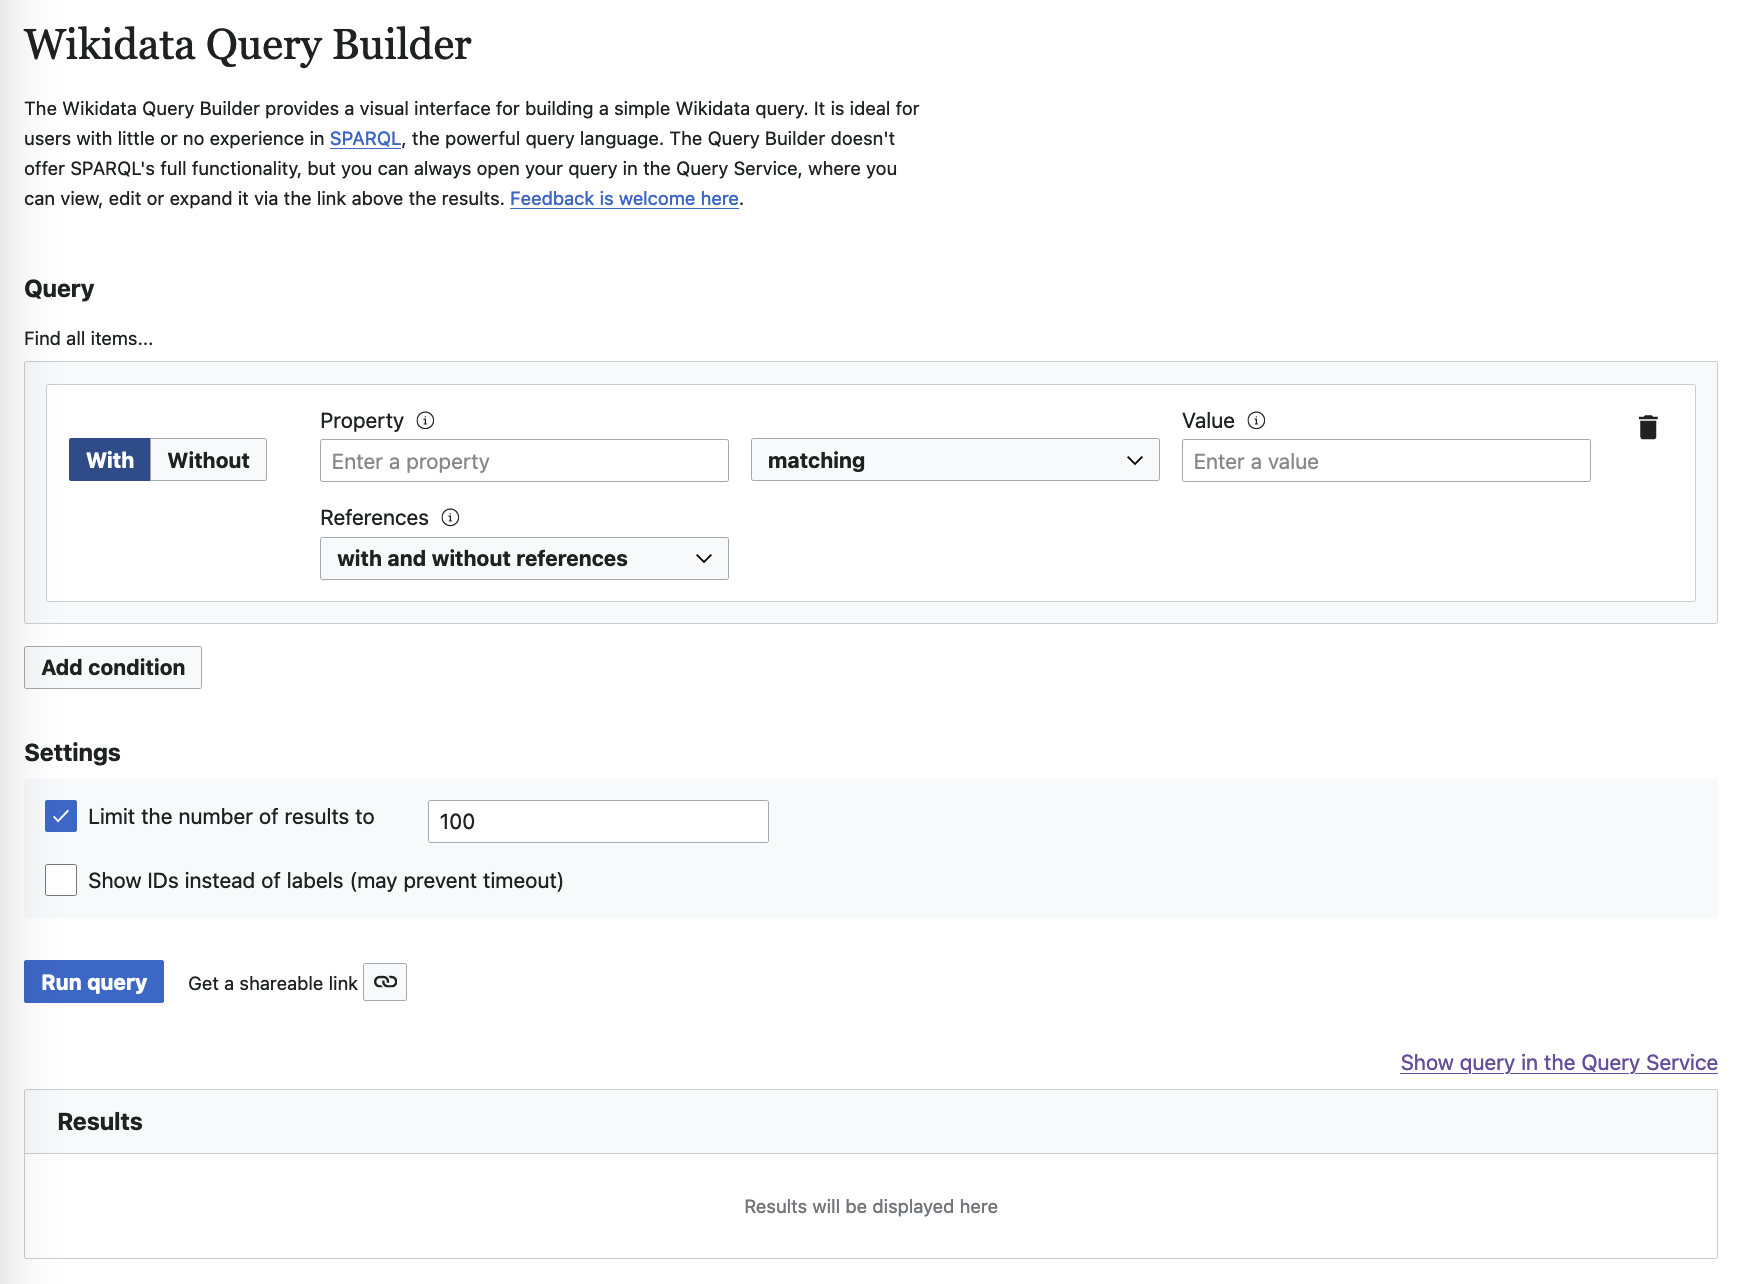 Wikidata Query Builder
The Wikidata Query Builder provides a visual interface for building a simple Wikidata query. It is ideal for
users with little or no experience in SPARQL, the powerful query language. The Query Builder doesn't
offer SPARQL's full functionality, but you can always open your query in the Query Service, where you
can view, edit or expand it via the link above the results. Feedback is welcome here.
Query
Find all items...
Property
Value
With
Without
Enter a property
matching
Enter a value
References
with and without references
Add condition
Settings
Limit the number of results to
100
Show IDs instead of labels (may prevent timeout)
Run query
Get a shareable link
Show query in the Query Service
Results
Results will be displayed here